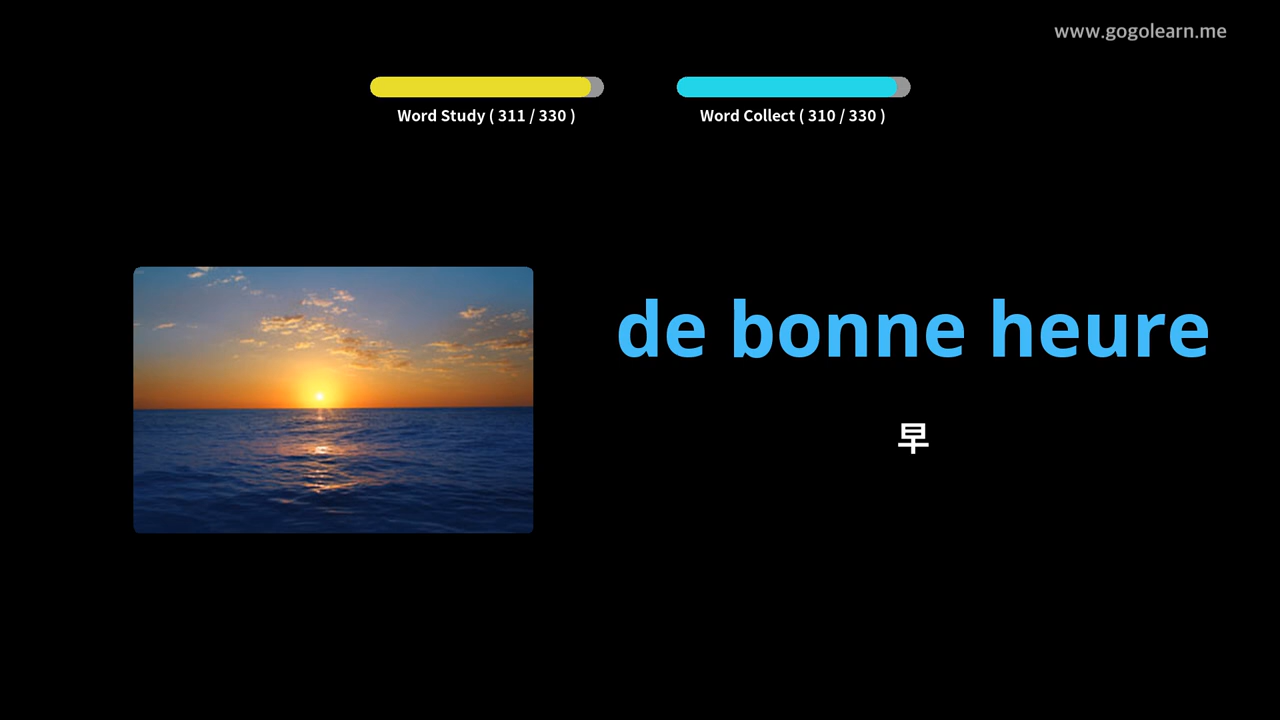 www.gogolearn.me
Word Study ( 311 / 330 )
Word Collect ( 310 / 330 )
de bonne heure
早